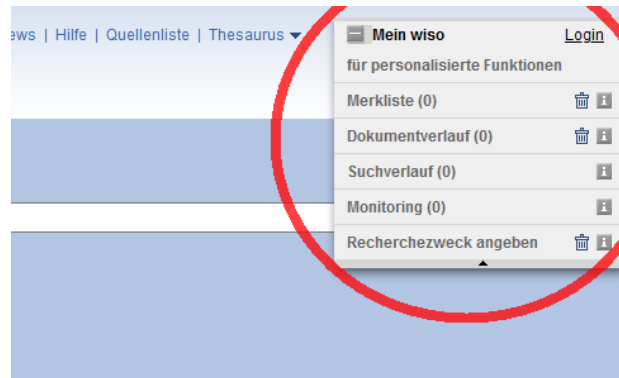 ews | Hilfe | Quellenliste | Thesaurus
Mein wiso Login
für personalisierte Funktionen
Merkliste (0)
Dokumentverlauf (0)
Suchverlauf (0)
Monitoring (0)
Recherchezweck angeben